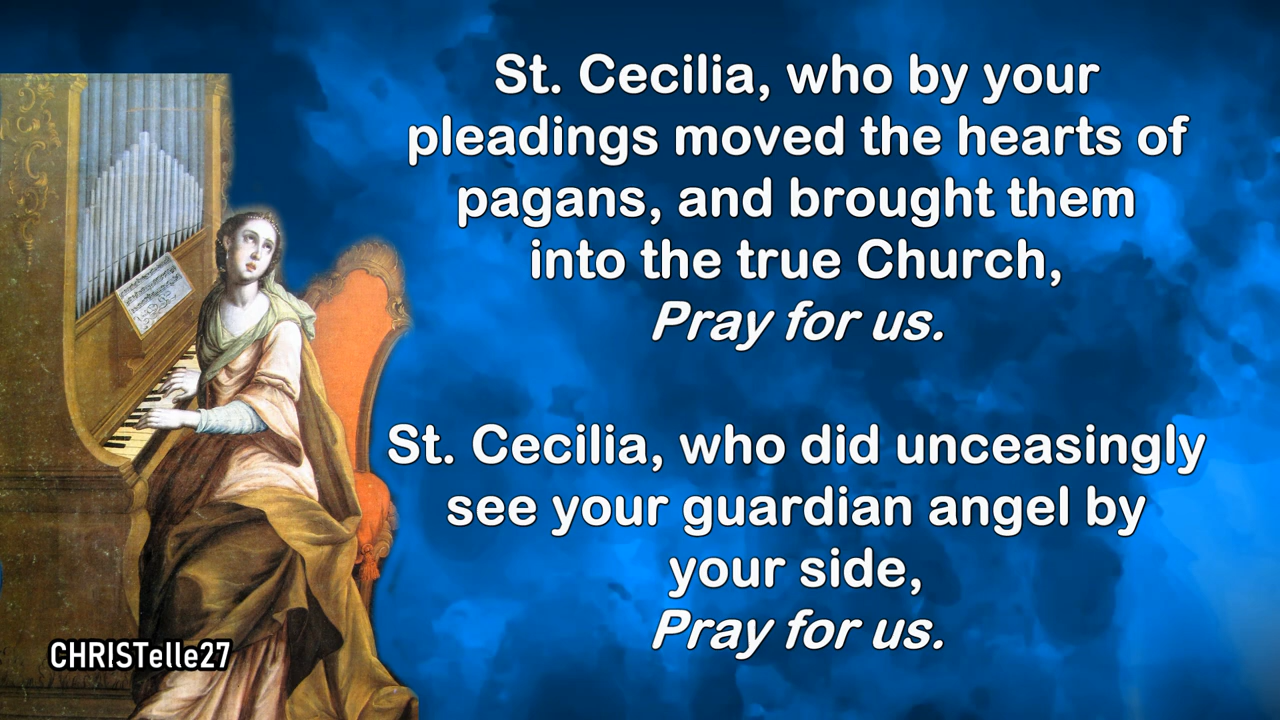 St. Cecilia, who by your
pleadings moved the hearts of
pagans, and brought them
into the true Church,
Pray for us.
St. Cecilia, who did unceasingly
see your guardian angel by
your side,
Pray for us.
CHRISTelle27